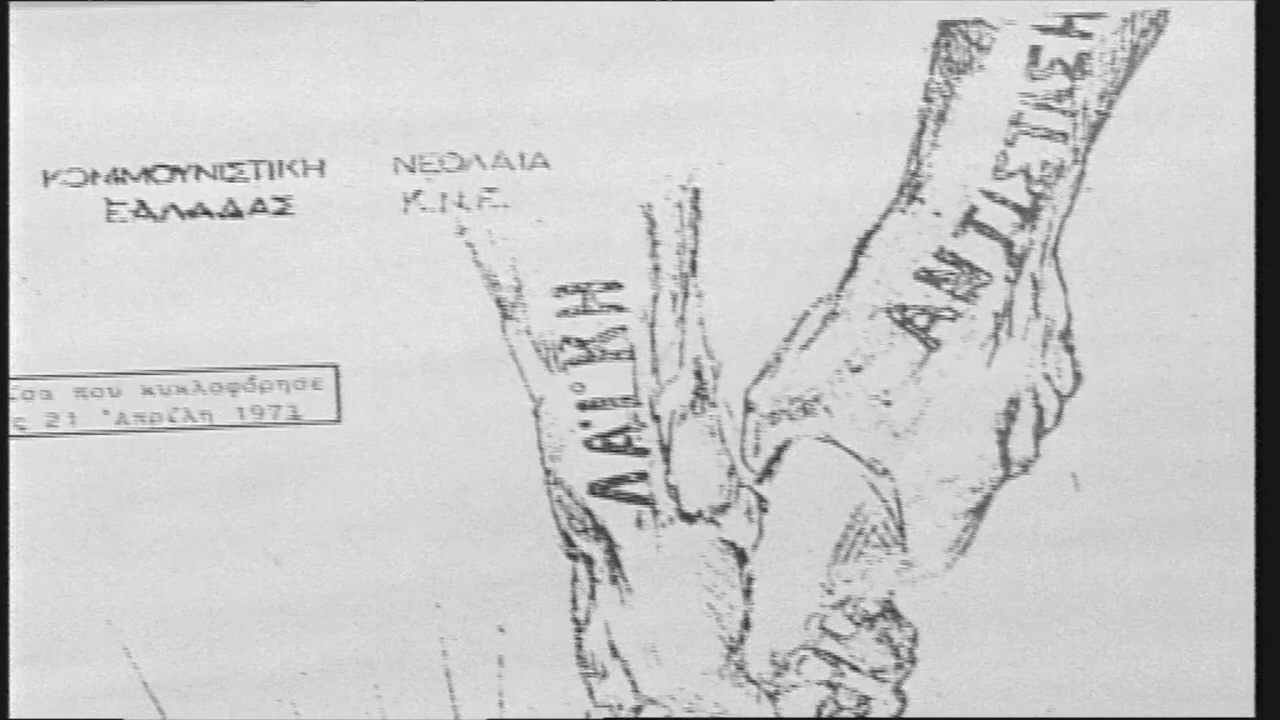 ΚΟΜΜΟΥΝΙΣΤΙΚΗ ΝΕΟΛΑΙΑ
ΕΛΛΑΔΑΣ Κ.Ν.Ε.
ΛΑΪΚΗ
ΑΝΤΙΣΤΑΣΗ
που κυκλοφόρησε
21 'Απρίλη 1973